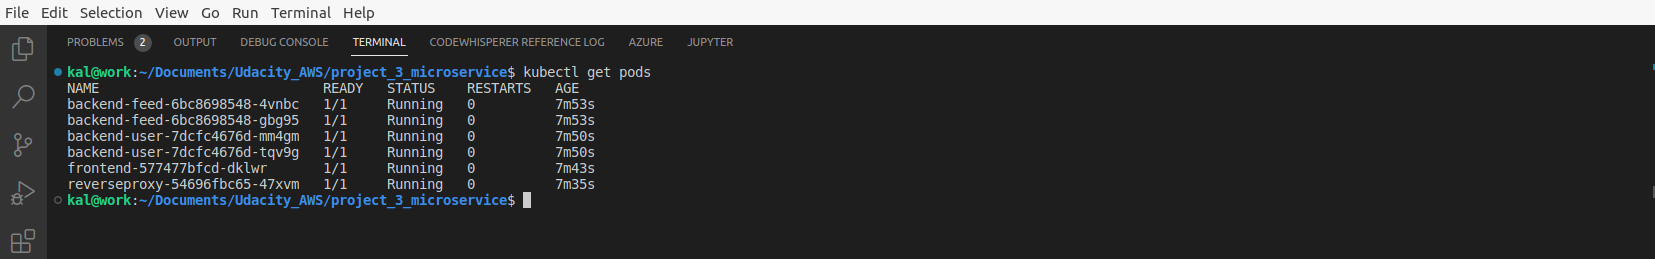 File Edit Selection View Go Run Terminal Help
PROBLEMS 2 OUTPUT DEBUG CONSOLE TERMINAL CODEWHISPERER REFERENCE LOG AZURE JUPYTER
kal@work:~/Documents/Udacity_AWS/project_3_microservice$ kubectl get pods
NAME READY STATUS RESTARTS AGE
backend-feed-6bc8698548-4vnbc 1/1 Running 0 7m53s
backend-feed-6bc8698548-gbg95 1/1 Running 0 7m53s
backend-user-7dcfc4676d-mm4gm 1/1 Running 0 7m50s
backend-user-7dcfc4676d-tqv9g 1/1 Running 0 7m50s
frontend-577477bfcd-dklwr 1/1 Running 0 7m43s
reverseproxy-54696fbc65-47xvm 1/1 Running 0 7m35s
kal@work:~/Documents/Udacity_AWS/project_3_microservice$